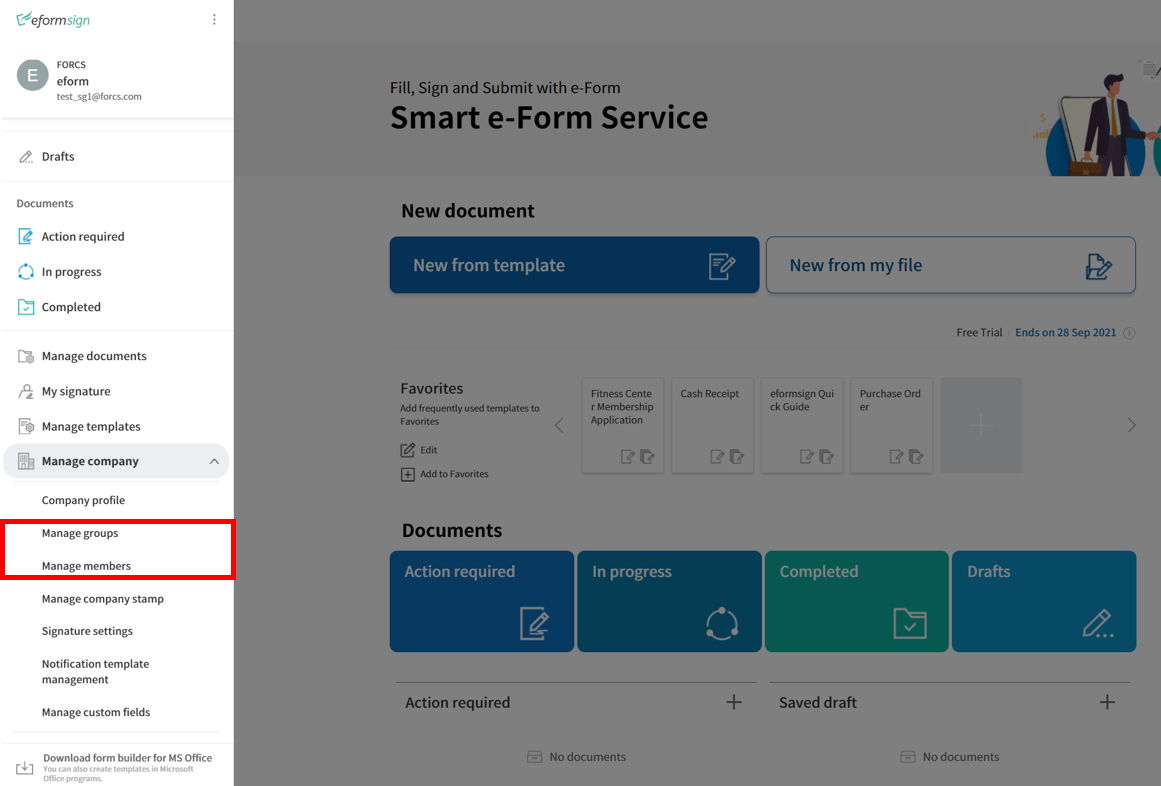 eformsign
E
FORCS
eform
test_sg1@forcs.com
Drafts
Documents
Action required
In progress
Completed
Manage documents
My signature
Manage templates
Manage company
Company profile
Manage groups
Manage members
Manage company stamp
Signature settings
Notification template
management
Manage custom fields
Download form builder for MS Office
You can also create templates in Microsoft
Office programs.
Fill, Sign and Submit with e-Form
Smart e-Form Service
New document
New from template
New from my file
Free Trial
Ends on 28 Sep 2021
Favorites
Add frequently used templates to
Favorites
Edit
Add to Favorites
Fitness Cente
r Membership
Application
Cash Receipt
eformsign Qui
ck Guide
Purchase Ord
er
Documents
Action required
In progress
Completed
Drafts
Action required
Saved draft
No documents
No documents